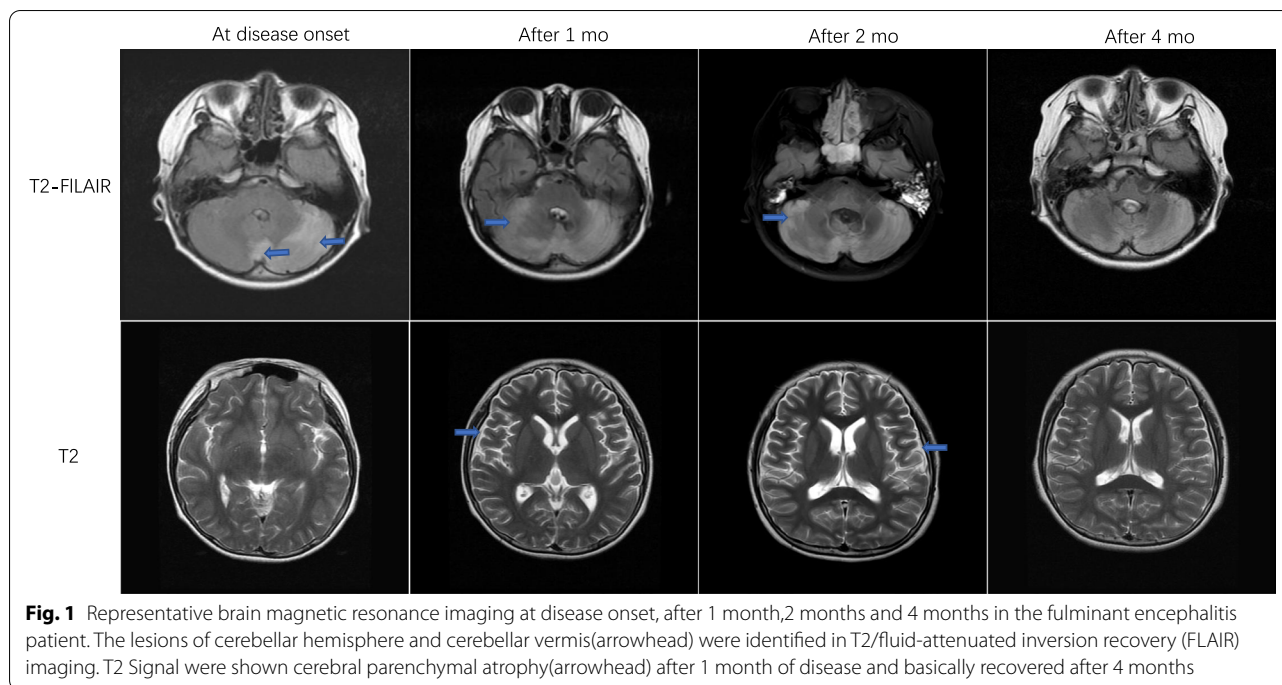 At disease onset After 1 mo After 2 mo After 4 mo
T2-FILAIR
T2
Fig. 1 Representative brain magnetic resonance imaging at disease onset, after 1 month,2 months and 4 months in the fulminant encephalitis
patient. The lesions of cerebellar hemisphere and cerebellar vermis(arrowhead) were identified in T2/fluid-attenuated inversion recovery (FLAIR)
imaging. T2 Signal were shown cerebral parenchymal atrophy(arrowhead) after 1 month of disease and basically recovered after 4 months